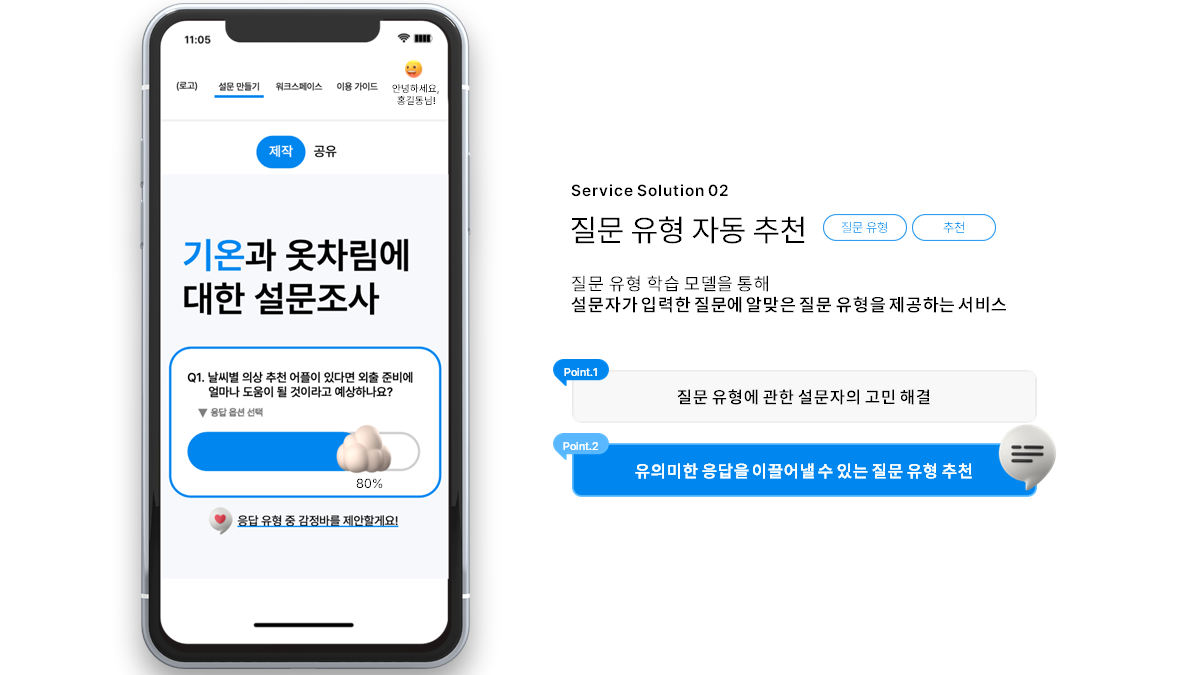 11:05
(로고)
설문 만들기
워크스페이스
이용 가이드
안녕하세요,
홍길동님!
제작
공유
기온과 옷차림에
대한 설문조사
Q1. 날씨별 의상 추천 어플이 있다면 외출 준비에
얼마나 도움이 될 것이라고 예상하나요?
▼ 응답 옵션 선택
80%
응답 유형 중 감정바를 제안할게요!
Service Solution 02
질문 유형 자동 추천
질문 유형
추천
질문 유형 학습 모델을 통해
설문자가 입력한 질문에 알맞은 질문 유형을 제공하는 서비스
Point.1
질문 유형에 관한 설문자의 고민 해결
Point.2
유의미한 응답을 이끌어낼 수 있는 질문 유형 추천